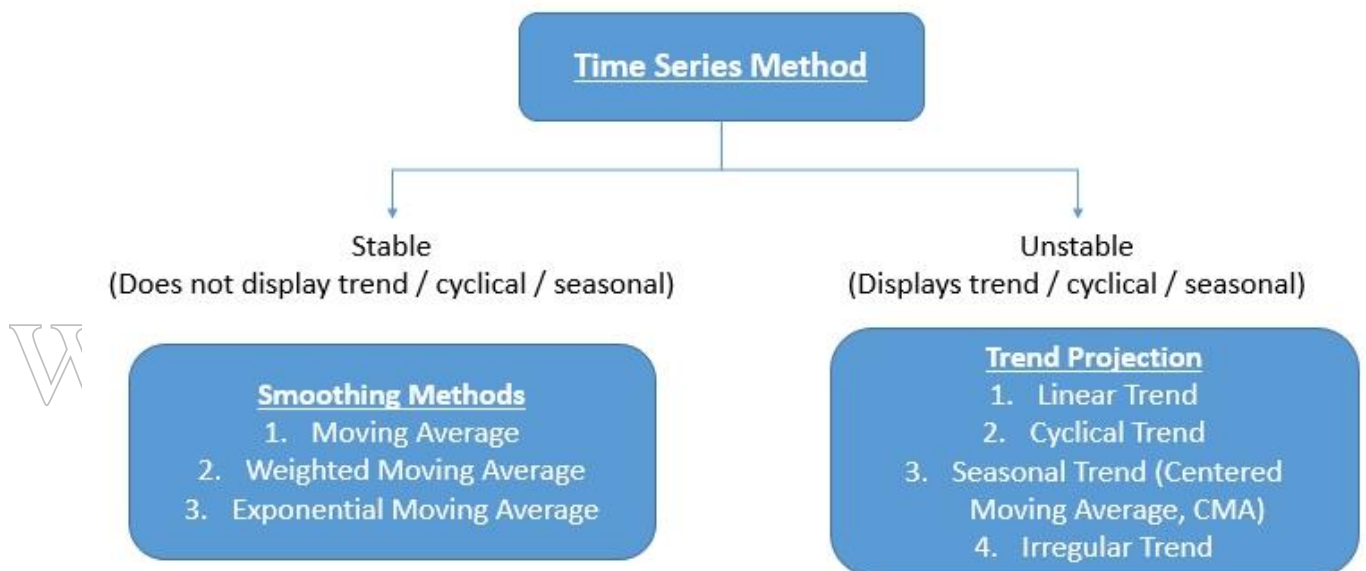 Time Series Method
Stable
(Does not display trend / cyclical / seasonal)
Unstable
(Displays trend / cyclical / seasonal)
W
Smoothing Methods
1. Moving Average
2. Weighted Moving Average
3. Exponential Moving Average
Trend Projection
1. Linear Trend
2. Cyclical Trend
3. Seasonal Trend (Centered
Moving Average, CMA)
4. Irregular Trend